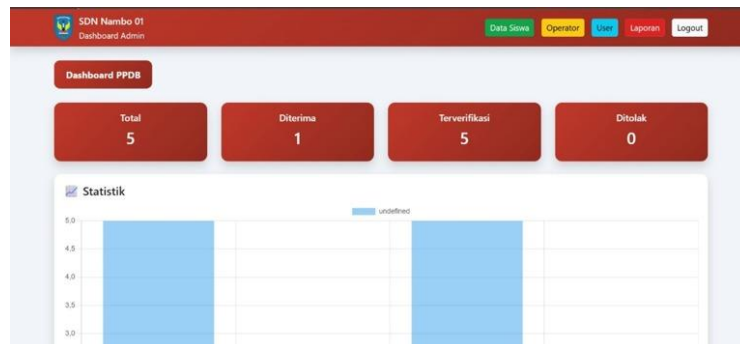 SDN Nambo 01
Dashboard Admin
Data Siswa Operator User Laporan Logout
Dashboard PPDB
Total
5
Diterima
1
Terverifikasi
5
Ditolak
0
Statistik
undefined
5,0
4,5
4,0
3,5
3,0